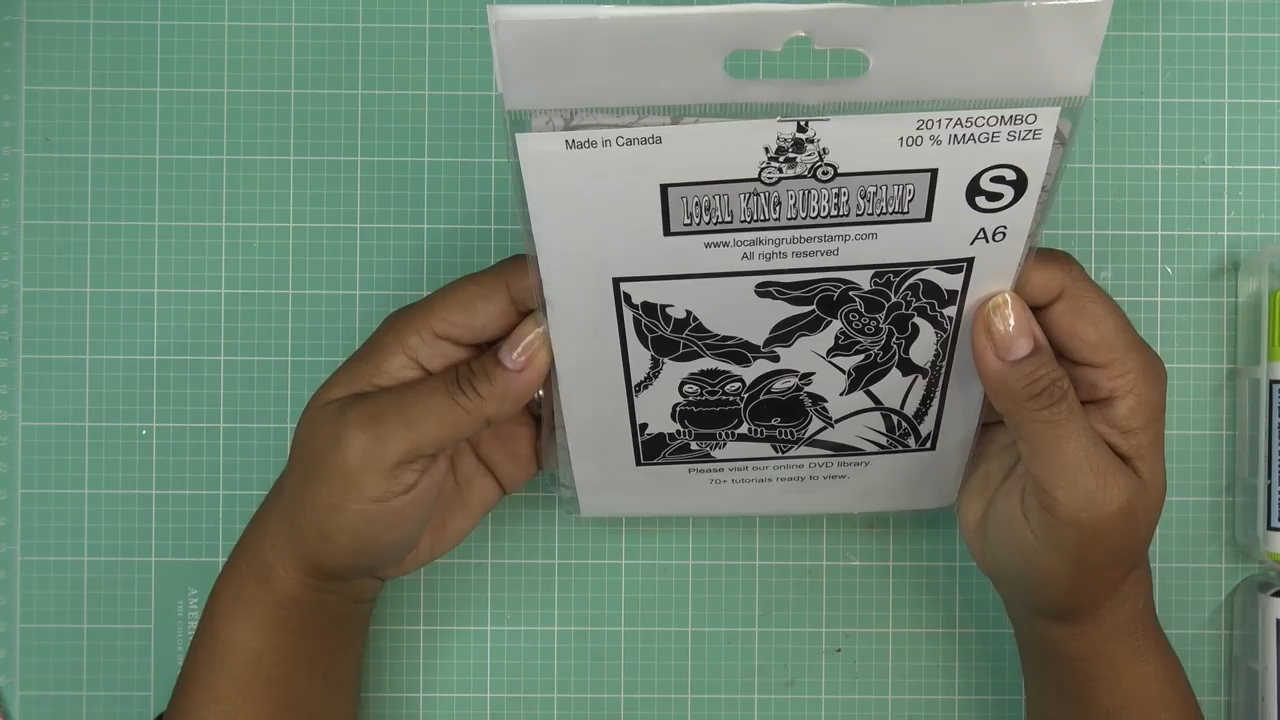 Made in Canada
2017A5COMBO
100 % IMAGE SIZE
LOCAL KING RUBBER STAMP
S
www.localkingrubberstamp.com
A6
All rights reserved
Please visit our online DVD library.
70+ tutorials ready to view.